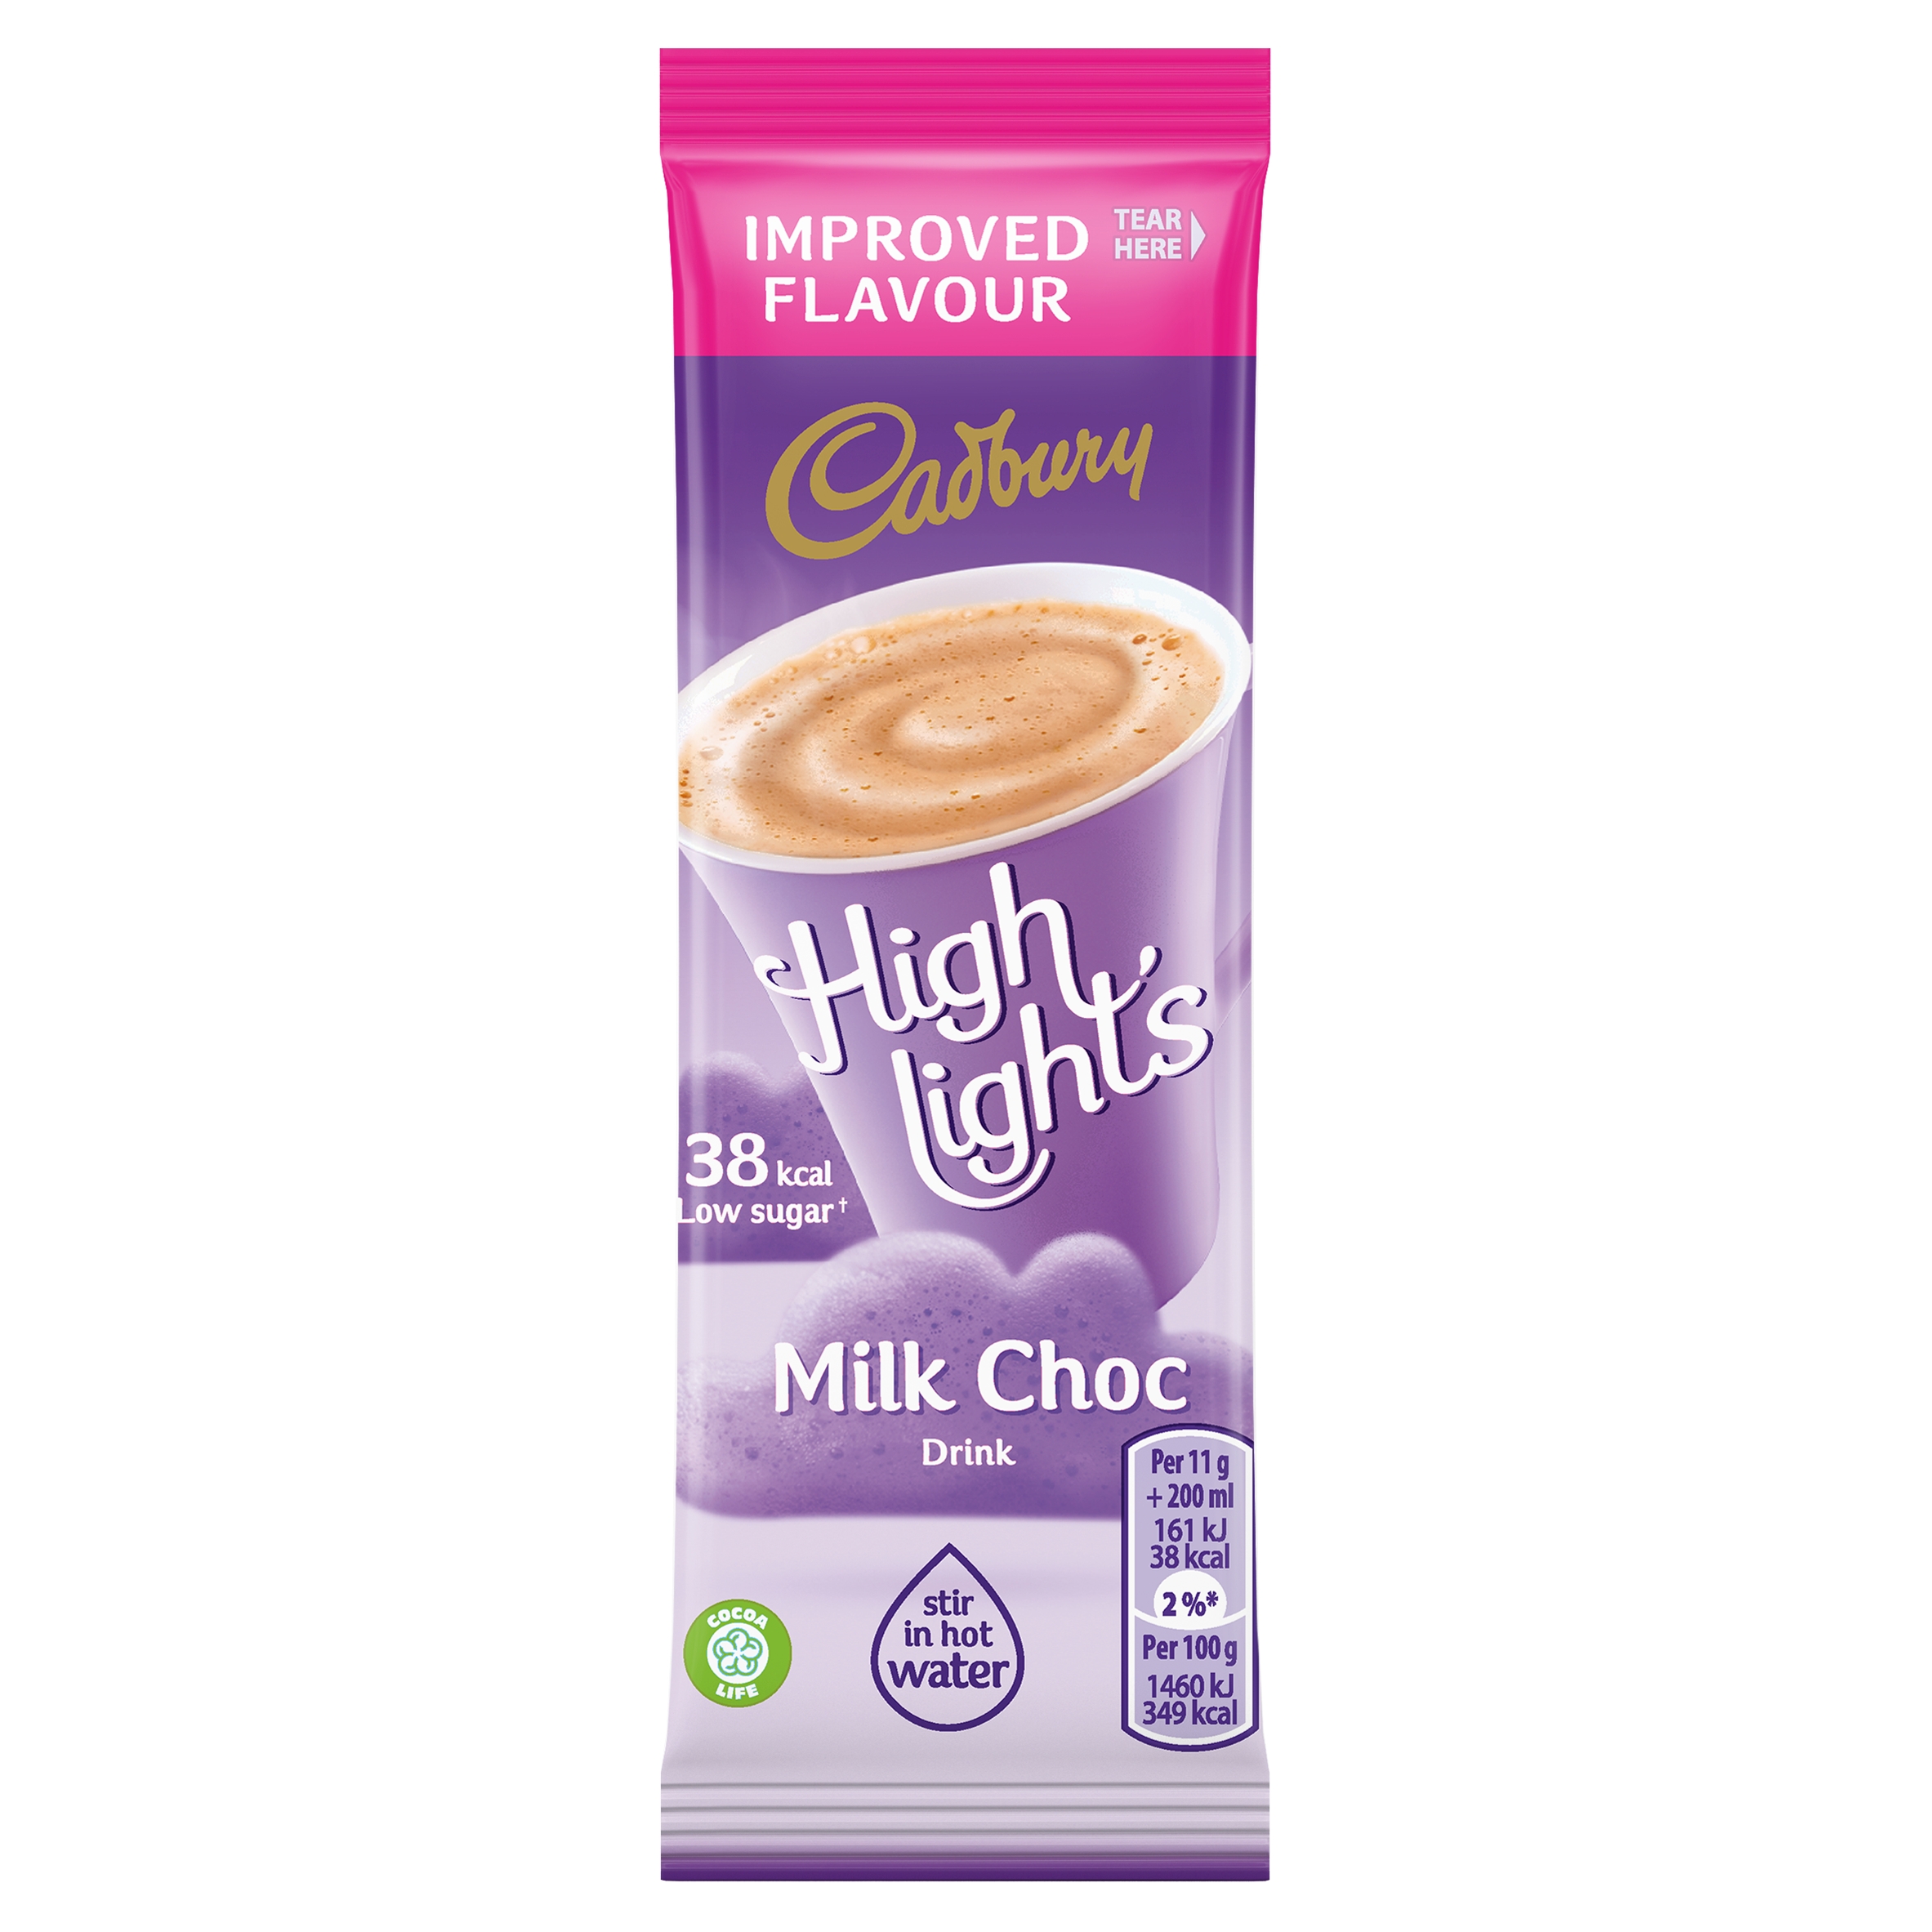 IMPROVED
FLAVOUR
TEAR
HERE
Cadbury
High
light's
38 kcal
Low sugar†
Milk Choc
Drink
Per 11 g
+ 200 ml
161 kJ
38 kcal
2 %*
Per 100 g
1460 kJ
349 kcal
stir
in hot
water
COCOA
LIFE